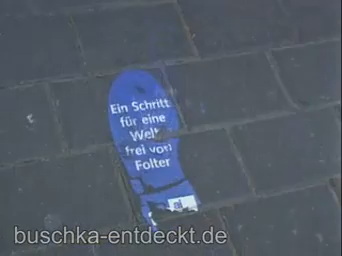 Ein Schritt
für eine
Welt
frei von
Folter
ai
buschka-entdeckt.de